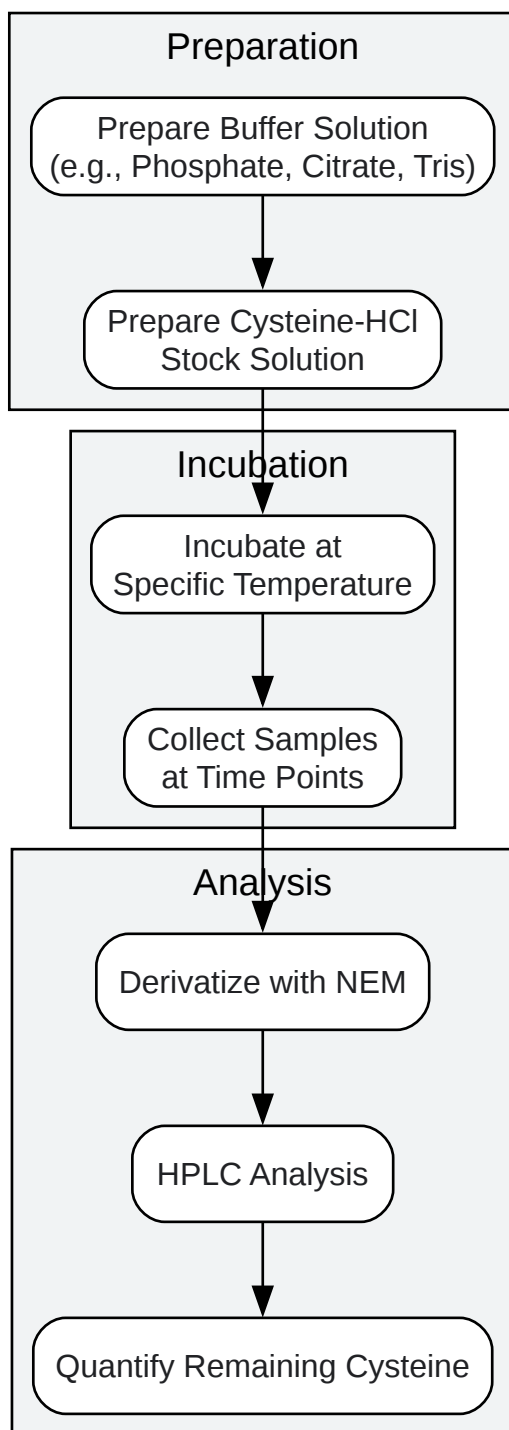 Preparation
Prepare Buffer Solution
(e.g., Phosphate, Citrate, Tris)
Prepare Cysteine-HCl
Stock Solution
Incubation
Incubate at
Specific Temperature
Collect Samples
at Time Points
Analysis
Derivatize with NEM
HPLC Analysis
Quantify Remaining Cysteine